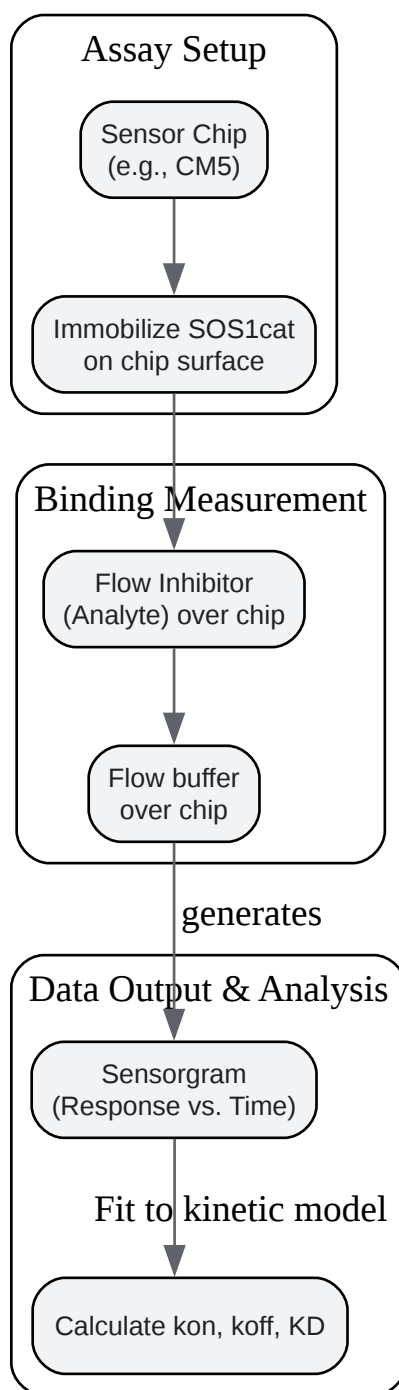 Assay Setup
Sensor Chip
(e.g., CM5)
Immobilize SOS1cat
on chip surface
Binding Measurement
Flow Inhibitor
(Analyte) over chip
Flow buffer
over chip
generates
Data Output & Analysis
Sensorgram
(Response vs. Time)
Fit to kinetic model
Calculate kon, koff, KD